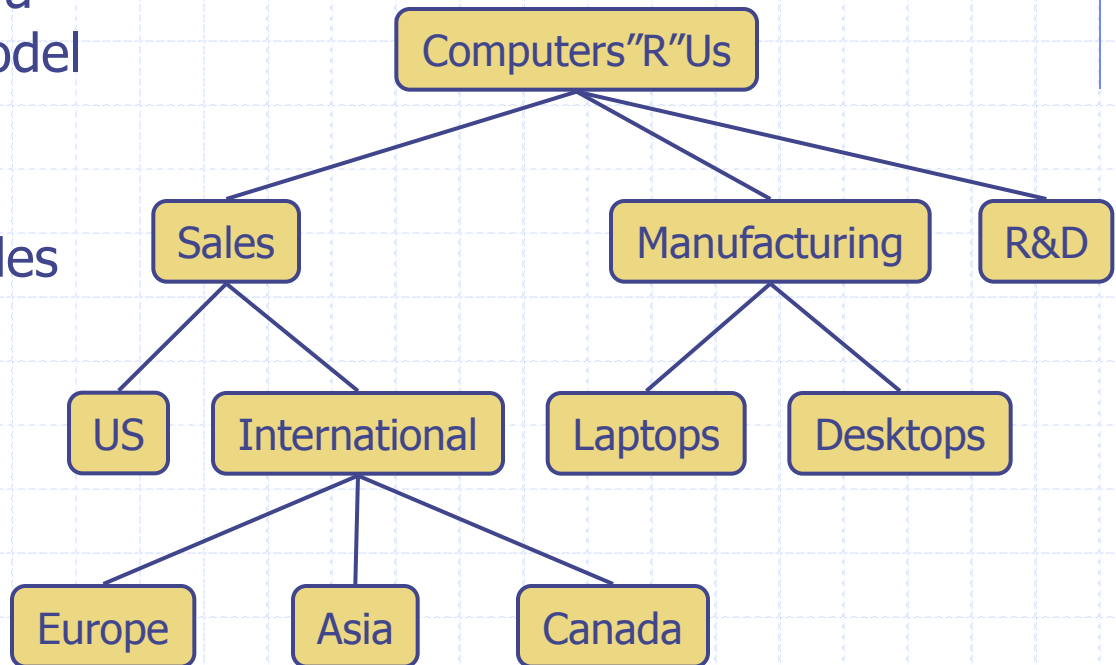 odel
Computers”R”Us
Sales
Manufacturing
R&D
les
US
International
Laptops
Desktops
Europe
Asia
Canada